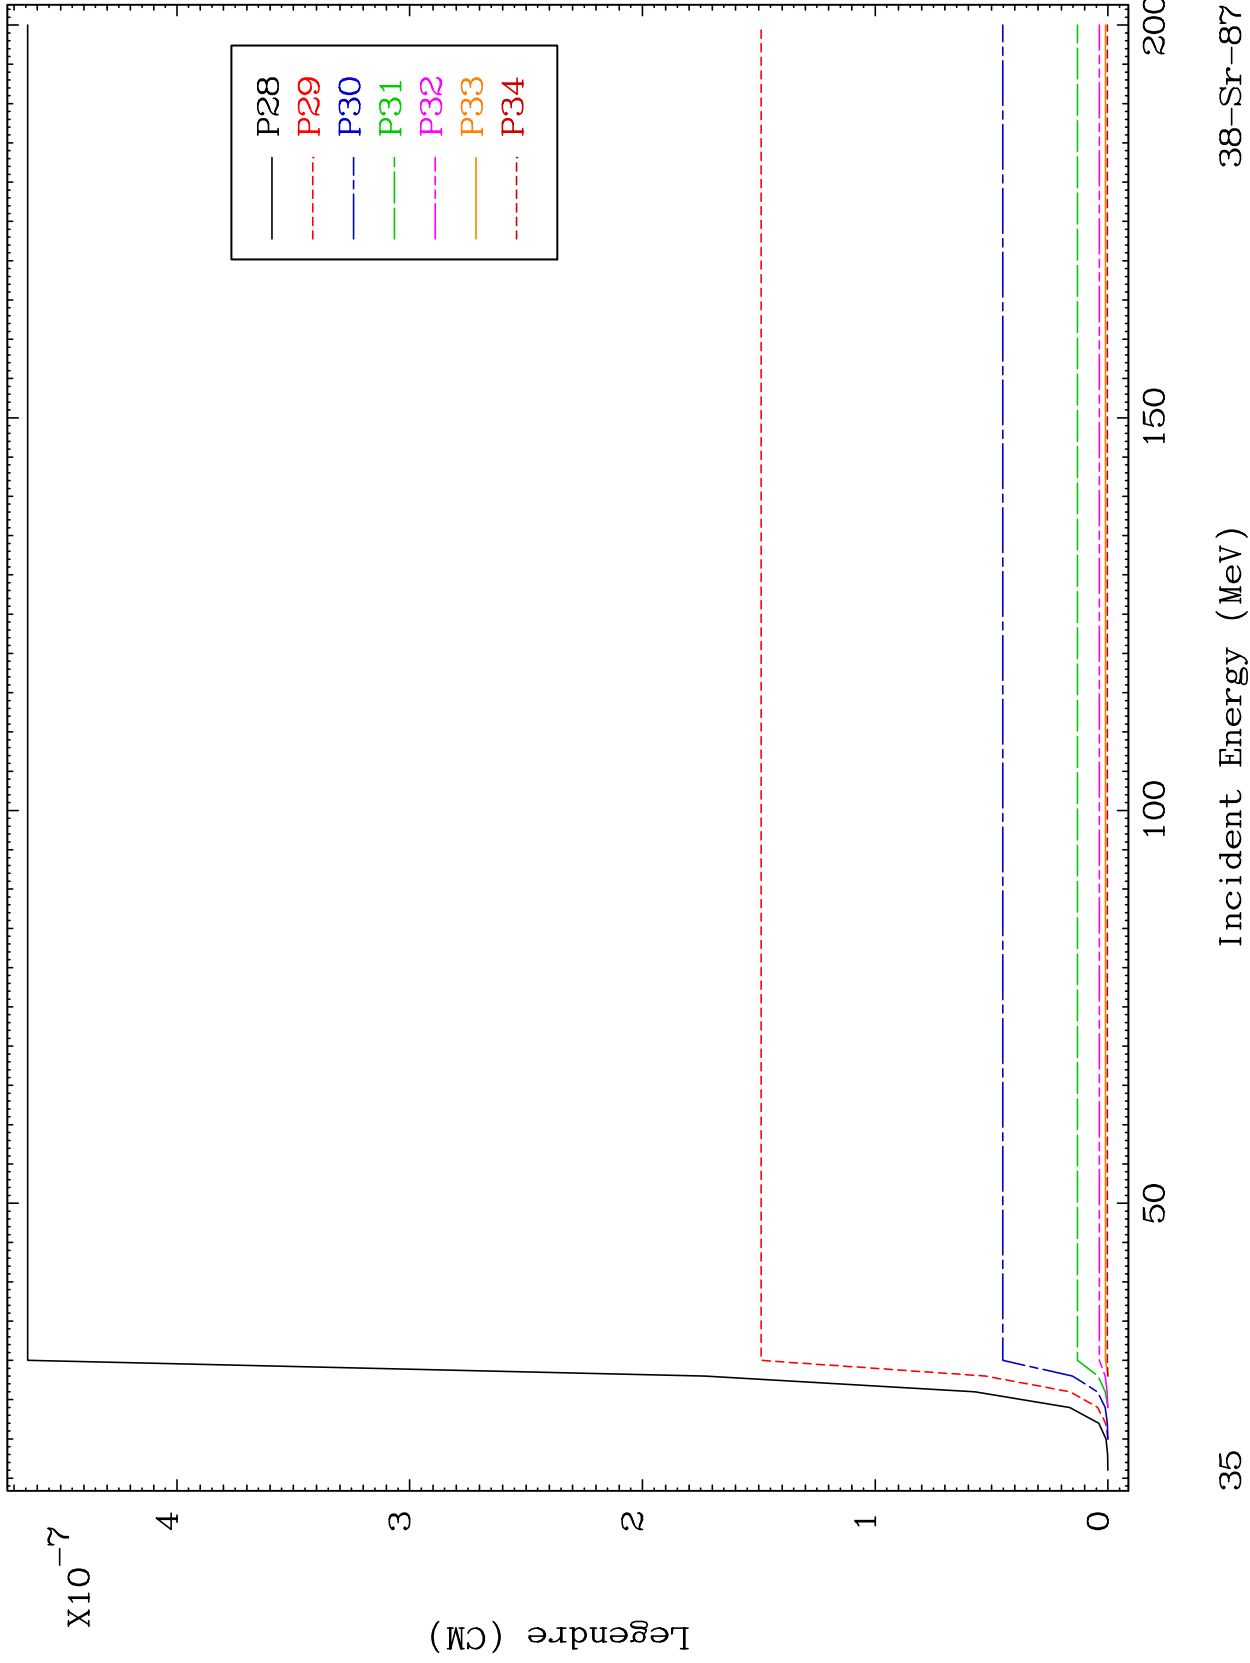 X10⁻⁷
4
3
2
1
0
Legendre (CM)
P28
P29
P30
P31
P32
P33
P34
50
100
150
200
35
Incident Energy (MeV)
38-Sr-87